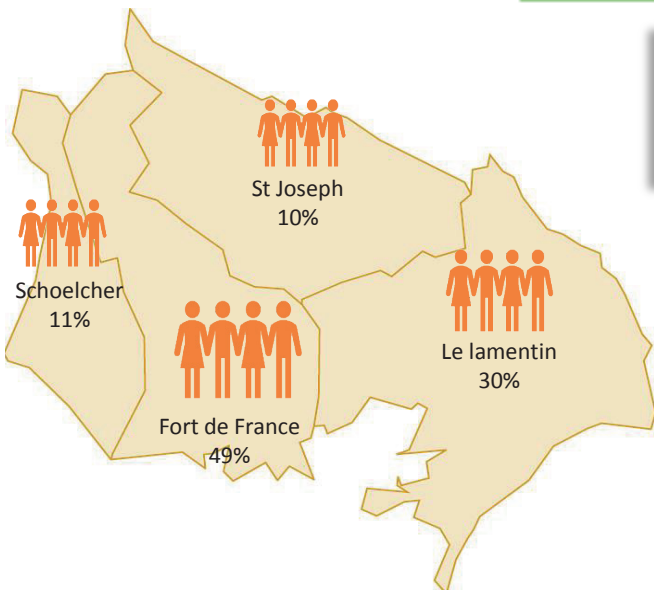 St Joseph
10%
Schoelcher
11%
Le lamentin
30%
Fort de France
49%